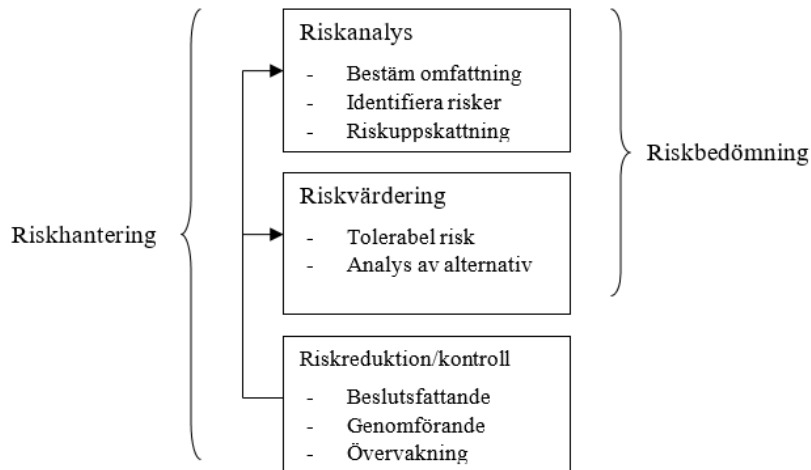 Riskanalys
- Bestäm omfattning
- Identifiera risker
- Riskuppskattning
Riskbedömning
Riskvärdering
- Tolerabel risk
- Analys av alternativ
Riskhantering
Riskreduktion/kontroll
- Beslutsfattande
- Genomförande
- Övervakning